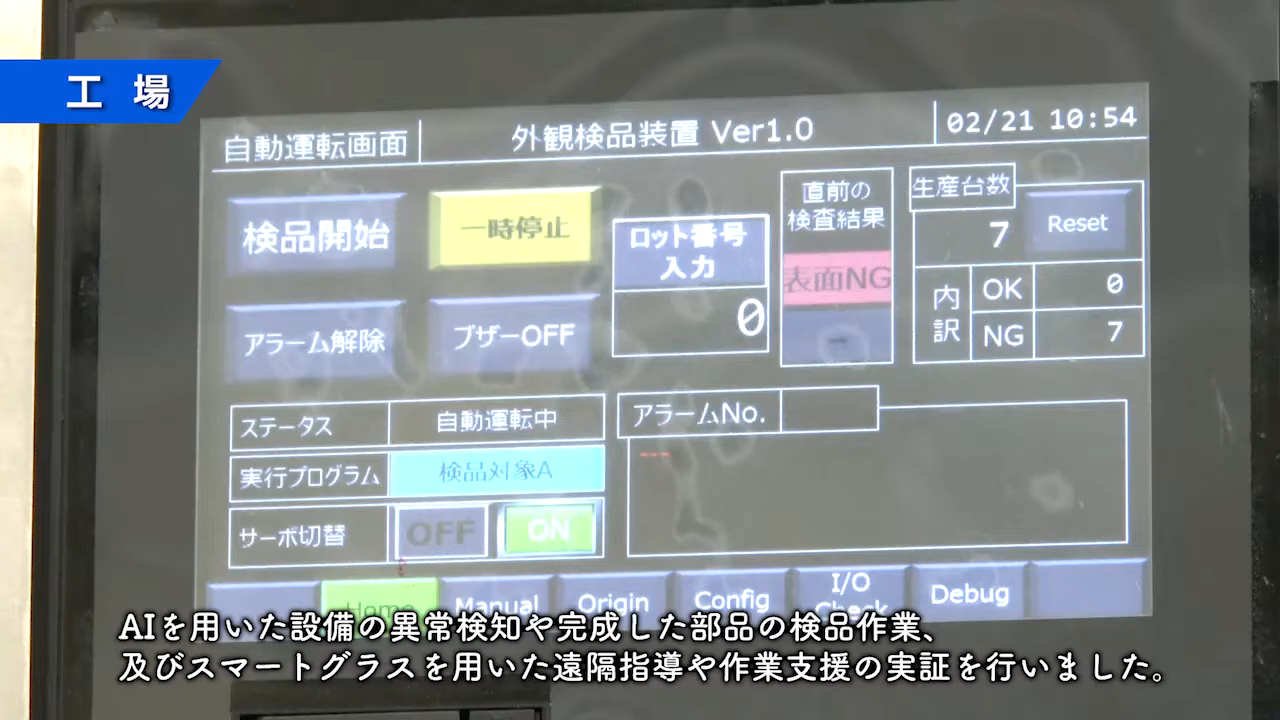 工場
自動運転画面
外観検品装置 Ver1.0
02/21 10:54
検品開始
一時停止
ロット番号
入力
0
直前の
検査結果
表面NG
-
生産台数
7
Reset
内訳
OK
0
NG
7
アラーム解除
ブザーOFF
ステータス
自動運転中
実行プログラム
検品対象A
サーボ切替
OFF
ON
アラームNo.
---
Home
Manual
Origin
Config
I/O
Check
Debug
AIを用いた設備の異常検知や完成した部品の検品作業、
及びスマートグラスを用いた遠隔指導や作業支援の実証を行いました。